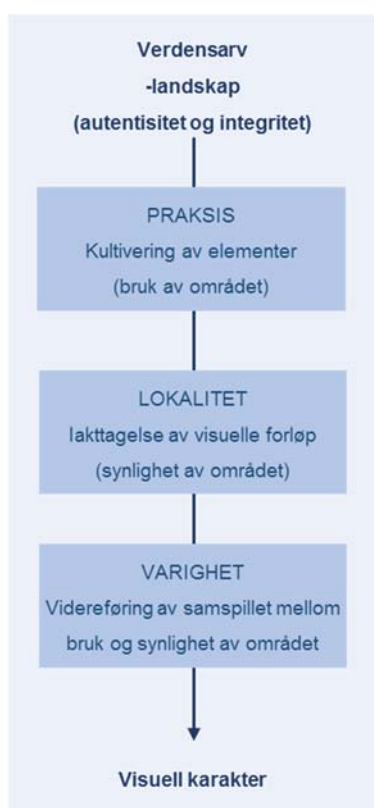 Verdensarv
-landskap
(autentisitet og integritet)
PRAKSIS
Kultivering av elementer
(bruk av området)
LOKALITET
Iakttagelse av visuelle forløp
(synlighet av området)
VARIGHET
Videreføring av samspillet mellom
bruk og synlighet av området
Visuell karakter